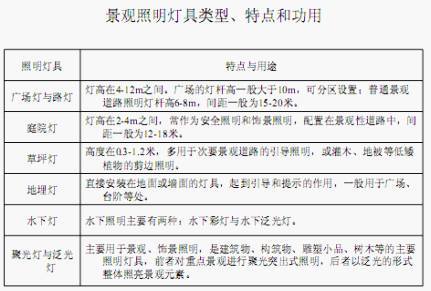 景观照明灯具类型、特点和功用
照明灯具
特点与用途
广场灯与路灯
灯高在4-12m之间。广场的灯杆高一般大于10m，可分区设置；普通景观
道路照明灯杆高6-8m，间距一般为15-20米。
庭院灯
灯高在2-4m之间，常作为安全照明和饰景照明，配置在景观性道路中，间
距一般为12-18米。
草坪灯
高度在0.3-1.2米，多用于次要景观道路的引导照明，或灌木、地被等低矮
植物的剪边照明。
地埋灯
直接安装在地面或墙面的灯具，起到引导和提示的作用，一般用于广场、
台阶等处。
水下灯
水下照明主要有两种：水下彩灯与水下泛光灯。
聚光灯与泛光
灯
主要用于景观、饰景照明，是建筑物、构筑物、雕塑小品、树木等的主要
照明灯具，前者对重点景观进行聚光突出式照明，后者以泛光的形式
整体照亮景观元素。